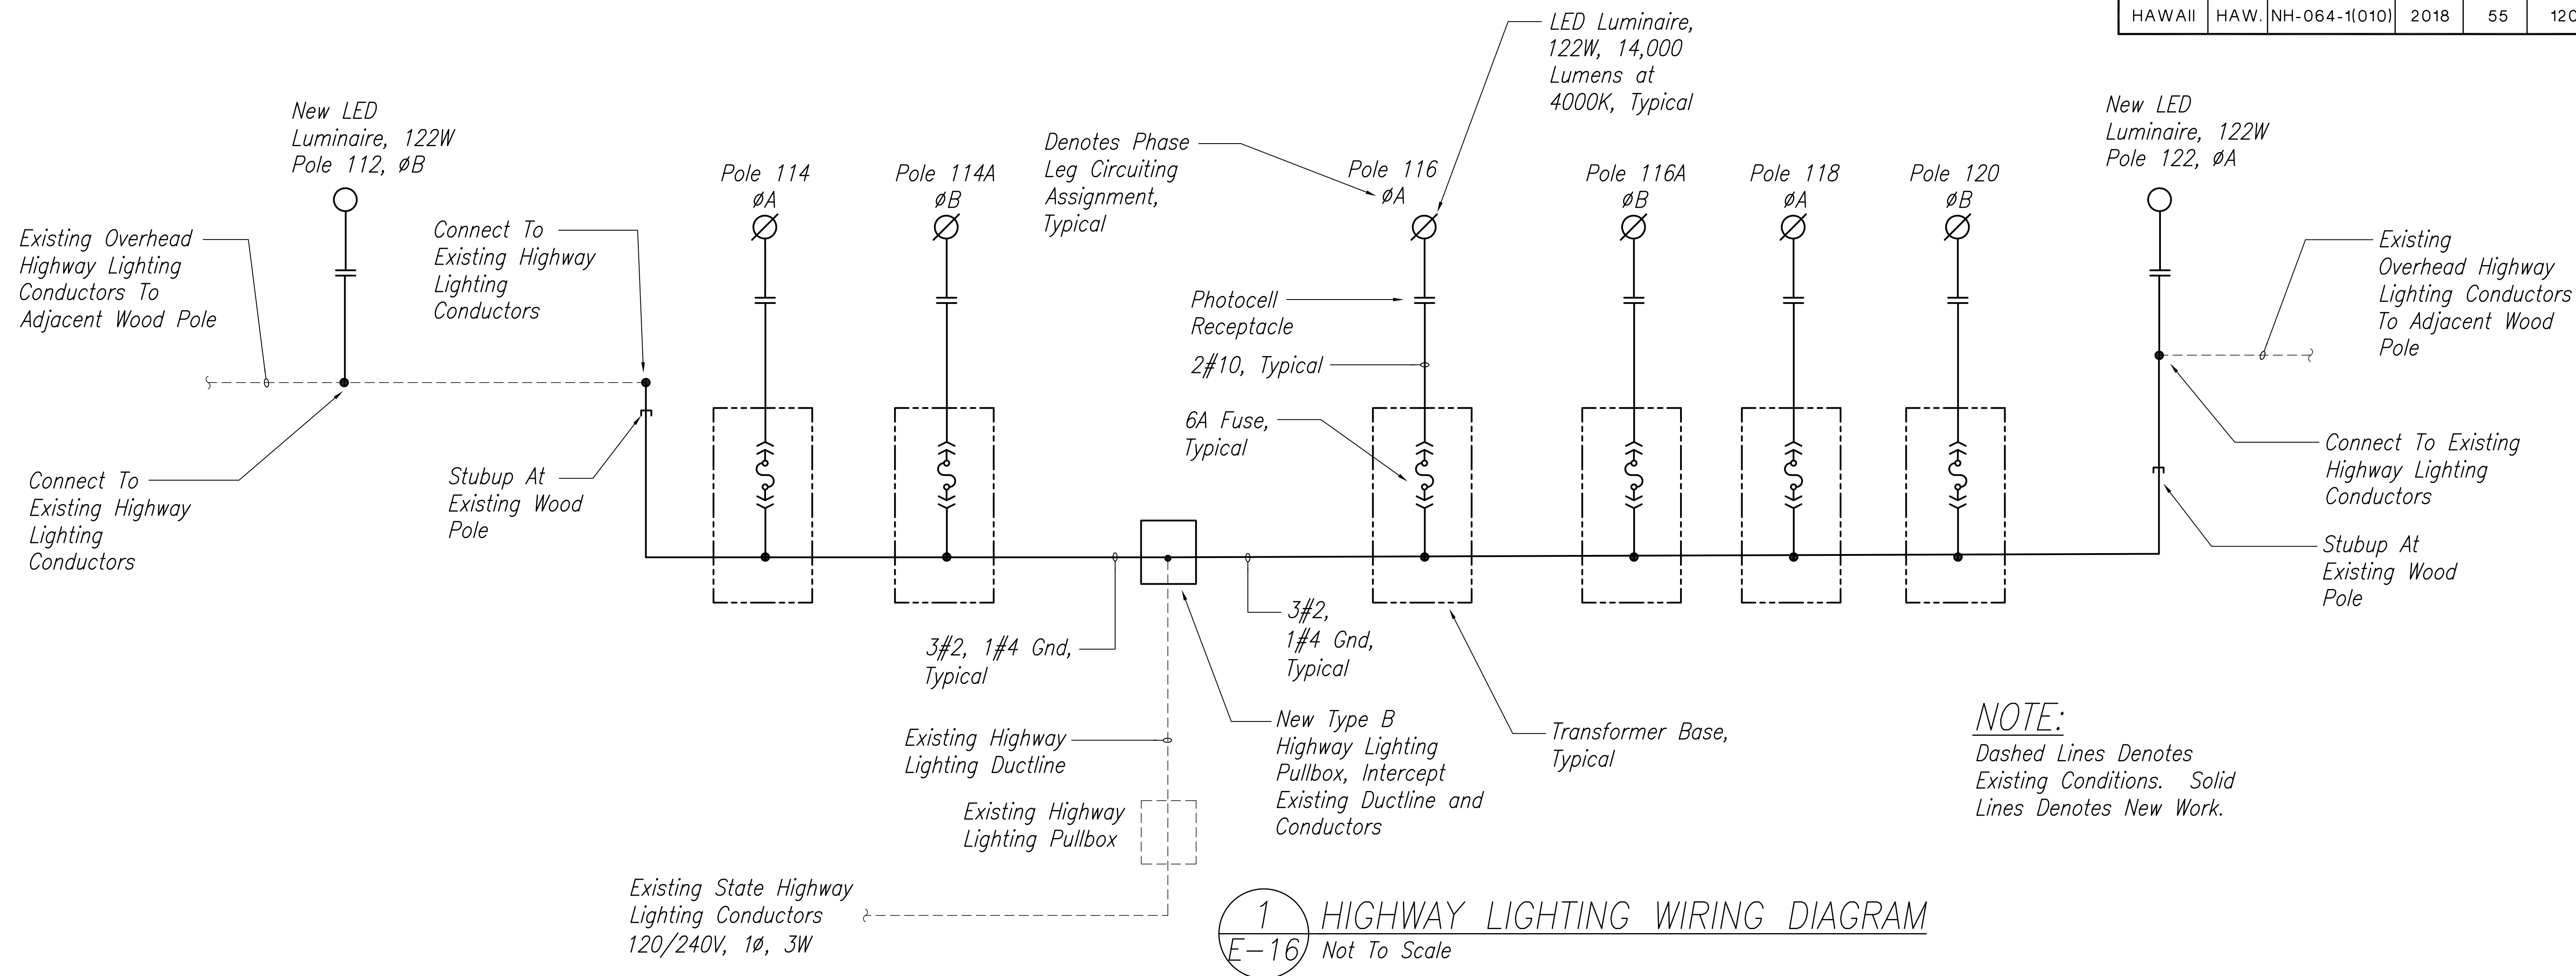 HAWAII HAW. NH-064-1(010) 2018 55 120
LED Luminaire,
122W, 14,000
Lumens at
4000K, Typical
New LED
Luminaire, 122W
Pole 112, øB
New LED
Luminaire, 122W
Pole 122, øA
Denotes Phase
Leg Circuiting
Assignment,
Typical
Pole 114
øA
Pole 114A
øB
Pole 116
øA
Pole 116A
øB
Pole 118
øA
Pole 120
øB
Existing Overhead
Highway Lighting
Conductors To
Adjacent Wood Pole
Connect To
Existing Highway
Lighting
Conductors
Existing
Overhead Highway
Lighting Conductors
To Adjacent Wood
Pole
Photocell
Receptacle
2#10, Typical
6A Fuse,
Typical
Connect To
Existing Highway
Lighting
Conductors
Stubup At
Existing Wood
Pole
Connect To Existing
Highway Lighting
Conductors
Stubup At
Existing Wood
Pole
3#2, 1#4 Gnd,
Typical
3#2,
1#4 Gnd,
Typical
Existing Highway
Lighting Ductline
New Type B
Highway Lighting
Pullbox, Intercept
Existing Ductline and
Conductors
Transformer Base,
Typical
NOTE:
Dashed Lines Denotes
Existing Conditions. Solid
Lines Denotes New Work.
Existing Highway
Lighting Pullbox
Existing State Highway
Lighting Conductors
120/240V, 1ø, 3W
1
E-16
HIGHWAY LIGHTING WIRING DIAGRAM
Not To Scale